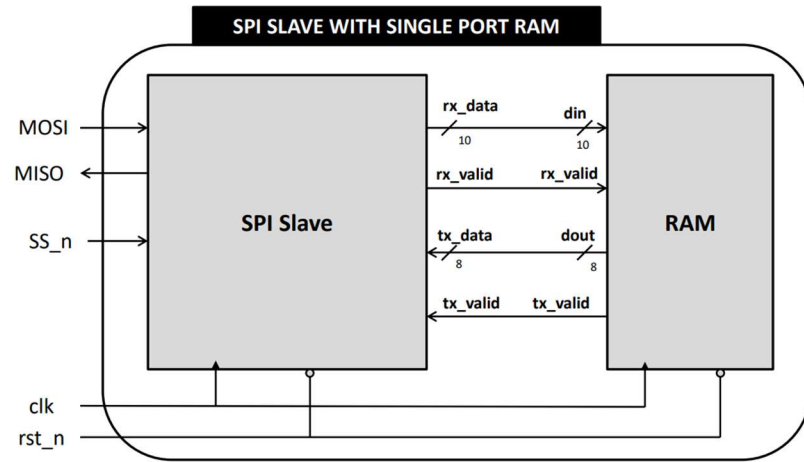 SPI SLAVE WITH SINGLE PORT RAM
MOSI
MISO
SS_n
clk
rst_n
SPI Slave
rx_data
10
din
10
rx_valid
rx_valid
tx_data
8
dout
8
tx_valid
tx_valid
RAM